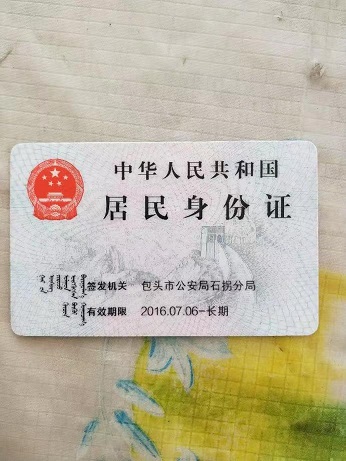 中华人民共和国
居民身份证
签发机关 包头市公安局石拐分局
有效期限 2016.07.06-长期